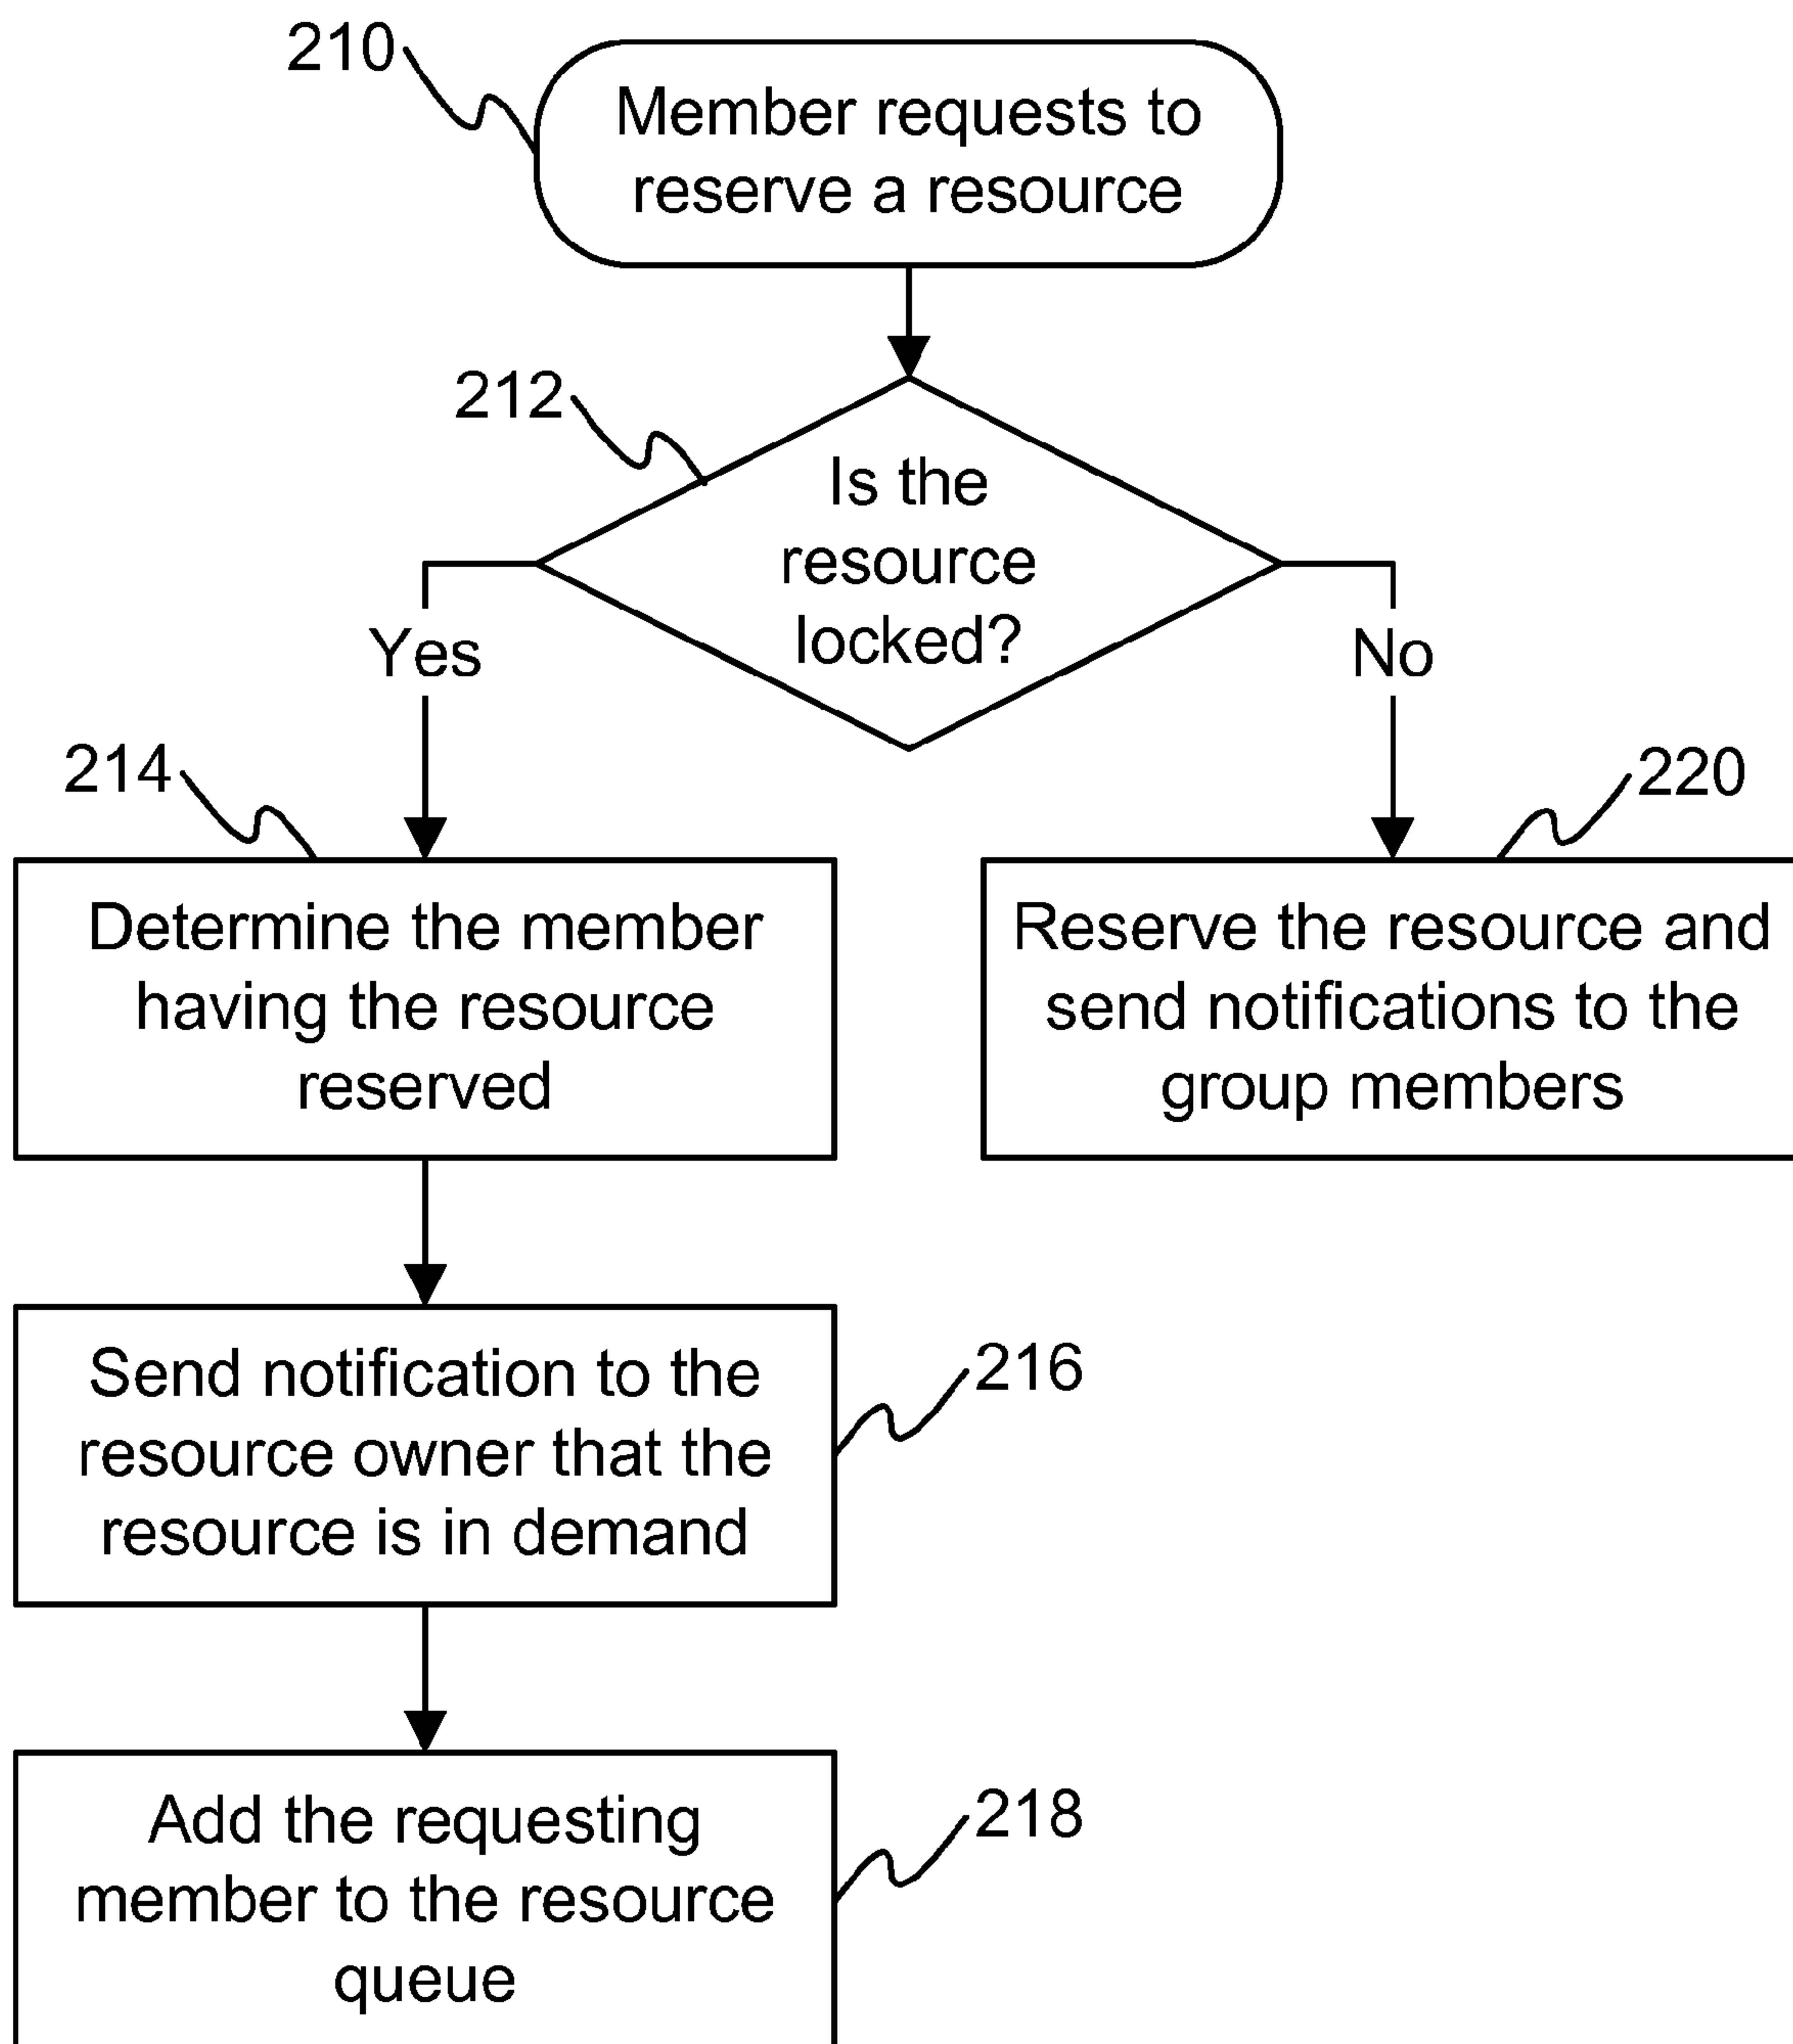 210
Member requests to
reserve a resource
212
Is the
resource
locked?
Yes
No
214
220
Determine the member
having the resource
reserved
Reserve the resource and
send notifications to the
group members
216
Send notification to the
resource owner that the
resource is in demand
218
Add the requesting
member to the resource
queue